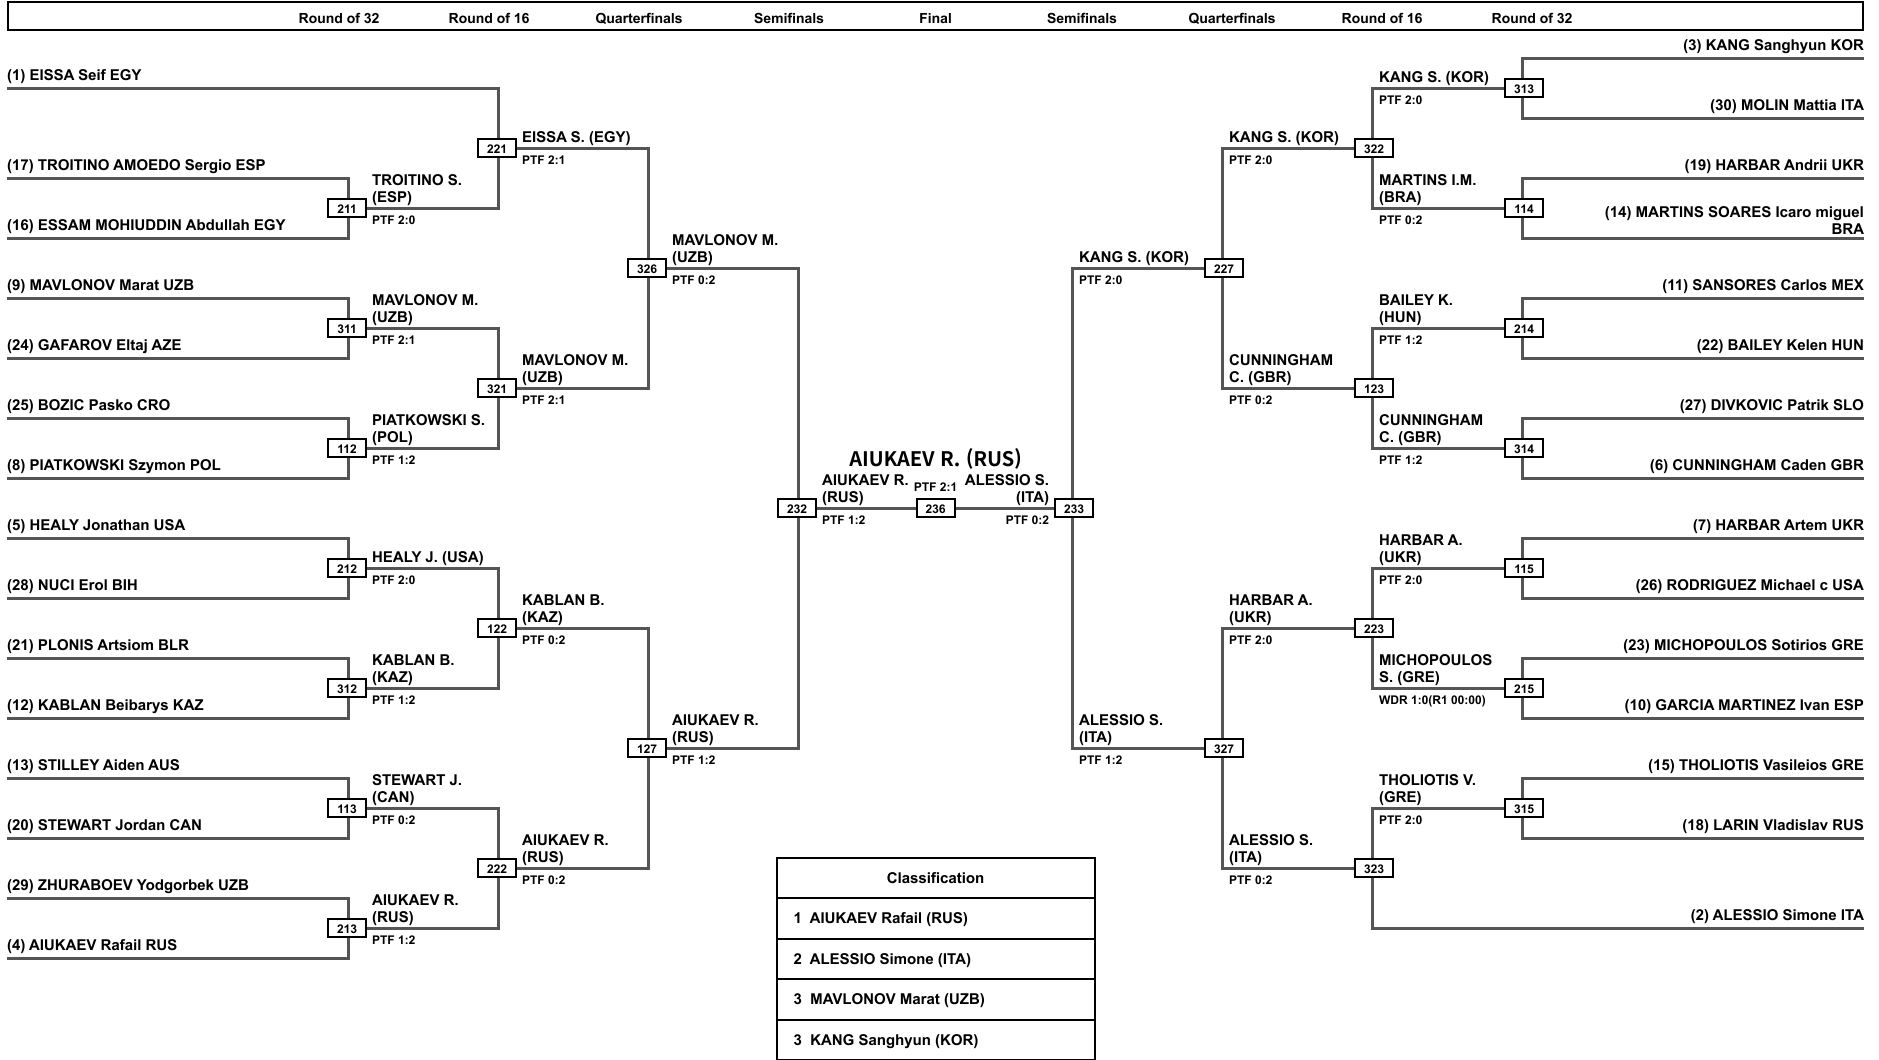 Round of 32 Round of 16 Quarterfinals Semifinals Final Semifinals Quarterfinals Round of 16 Round of 32
(1) EISSA Seif EGY
(17) TROITINO AMOEDO Sergio ESP
(16) ESSAM MOHIUDDIN Abdullah EGY
(9) MAVLONOV Marat UZB
(24) GAFAROV Eltaj AZE
(25) BOZIC Pasko CRO
(8) PIATKOWSKI Szymon POL
(5) HEALY Jonathan USA
(28) NUCI Erol BIH
(21) PLONIS Artsiom BLR
(12) KABLAN Beibarys KAZ
(13) STILLEY Aiden AUS
(20) STEWART Jordan CAN
(29) ZHURABOEV Yodgorbek UZB
(4) AIUKAEV Rafail RUS
TROITINO S.
(ESP)
211
PTF 2:0
MAVLONOV M.
(UZB)
311
PTF 2:1
PIATKOWSKI S.
(POL)
112
PTF 1:2
HEALY J. (USA)
212
PTF 2:0
KABLAN B.
(KAZ)
312
PTF 1:2
STEWART J.
(CAN)
113
PTF 0:2
AIUKAEV R.
(RUS)
213
PTF 1:2
EISSA S. (EGY)
221
PTF 2:1
MAVLONOV M.
(UZB)
321
PTF 2:1
KABLAN B.
(KAZ)
122
PTF 0:2
AIUKAEV R.
(RUS)
222
PTF 0:2
MAVLONOV M.
(UZB)
326
PTF 0:2
AIUKAEV R.
(RUS)
127
PTF 1:2
AIUKAEV R. (RUS)
AIUKAEV R.
(RUS)
232
PTF 1:2
PTF 2:1
236
ALESSIO S.
(ITA)
233
PTF 0:2
KANG S. (KOR)
227
PTF 2:0
ALESSIO S.
(ITA)
327
PTF 1:2
KANG S. (KOR)
322
PTF 2:0
CUNNINGHAM
C. (GBR)
123
PTF 0:2
HARBAR A.
(UKR)
223
PTF 2:0
ALESSIO S.
(ITA)
323
PTF 0:2
KANG S. (KOR)
313
PTF 2:0
MARTINS I.M.
(BRA)
114
PTF 0:2
BAILEY K.
(HUN)
214
PTF 1:2
CUNNINGHAM
C. (GBR)
314
PTF 1:2
HARBAR A.
(UKR)
115
PTF 2:0
MICHOPOULOS
S. (GRE)
215
WDR 1:0(R1 00:00)
THOLIOTIS V.
(GRE)
315
PTF 2:0
(3) KANG Sanghyun KOR
(30) MOLIN Mattia ITA
(19) HARBAR Andrii UKR
(14) MARTINS SOARES Icaro miguel
BRA
(11) SANSORES Carlos MEX
(22) BAILEY Kelen HUN
(27) DIVKOVIC Patrik SLO
(6) CUNNINGHAM Caden GBR
(7) HARBAR Artem UKR
(26) RODRIGUEZ Michael c USA
(23) MICHOPOULOS Sotirios GRE
(10) GARCIA MARTINEZ Ivan ESP
(15) THOLIOTIS Vasileios GRE
(18) LARIN Vladislav RUS
(2) ALESSIO Simone ITA
Classification
1 AIUKAEV Rafail (RUS)
2 ALESSIO Simone (ITA)
3 MAVLONOV Marat (UZB)
3 KANG Sanghyun (KOR)